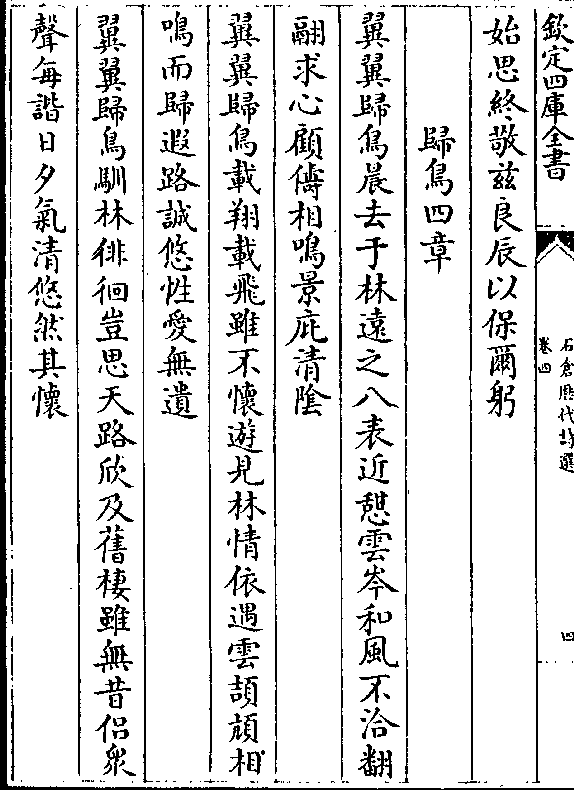 欽定四庫全書
石倉歴代詩選
卷四
四
始思終敬兹良辰以保爾躬
歸鳥四章
翼翼歸鳥晨去于林遠之八表近憇雲岑和風不洽翻
翮求心顧儔相鳴景庇清陰
翼翼歸鳥載翔載飛雖不懷遊見林情依遇雲頡頏相
鳴而歸遐路誠悠性愛無遺
翼翼歸鳥馴林徘徊豈思天路欣及舊棲雖無昔侣衆
聲每諧日夕氣清悠然其懷